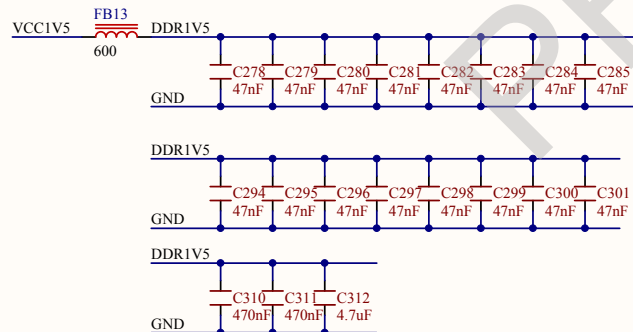 FB13
VCC1V5 DDR1V5
600
C278 C279 C280 C281 C282 C283 C284 C285
47nF 47nF 47nF 47nF 47nF 47nF 47nF 47nF
GND
DDR1V5
C294 C295 C296 C297 C298 C299 C300 C301
47nF 47nF 47nF 47nF 47nF 47nF 47nF 47nF
GND
DDR1V5
C310 C311 C312
470nF 470nF 4.7uF
GND